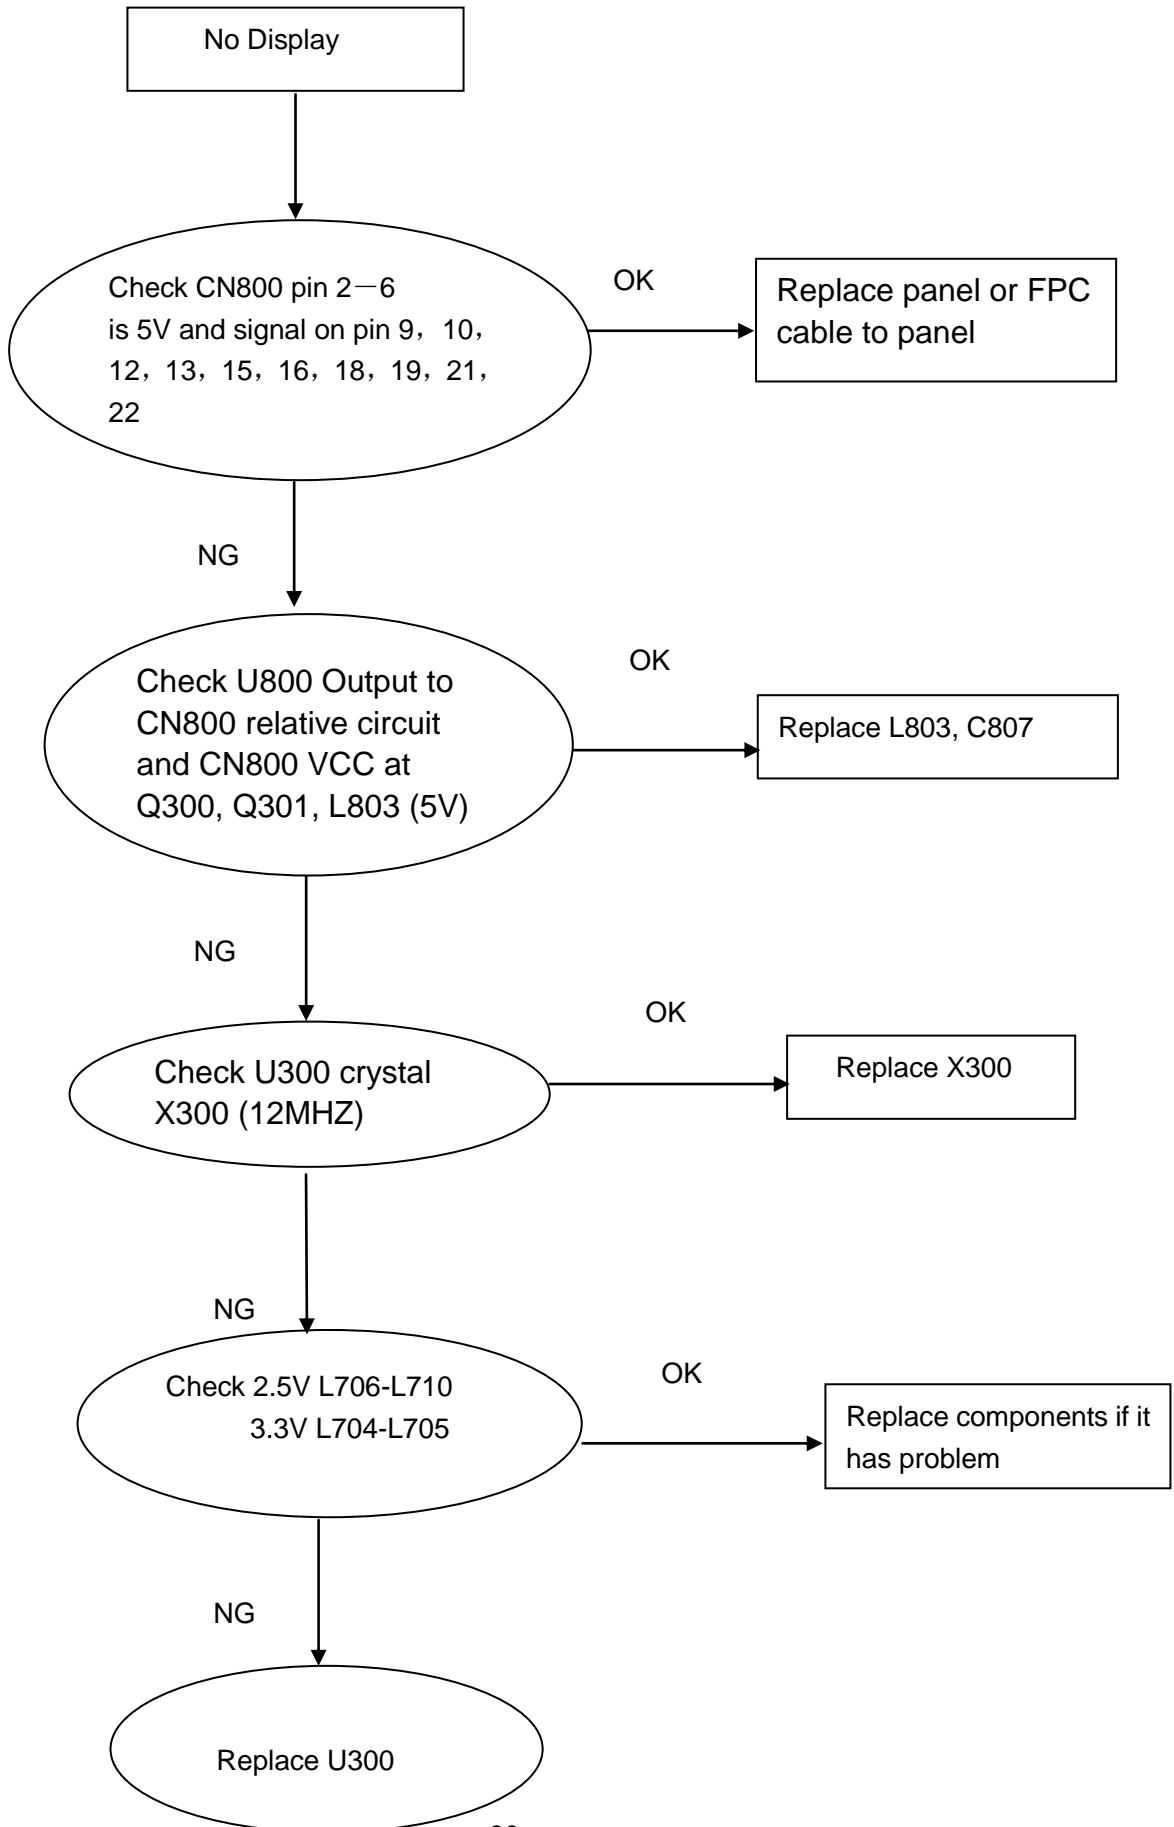 No Display
Check CN800 pin 2－6
is 5V and signal on pin 9，10，
12，13，15，16，18，19，21，
22
OK
Replace panel or FPC
cable to panel
NG
Check U800 Output to
CN800 relative circuit
and CN800 VCC at
Q300, Q301, L803 (5V)
OK
Replace L803, C807
NG
Check U300 crystal
X300 (12MHZ)
OK
Replace X300
NG
Check 2.5V L706-L710
3.3V L704-L705
OK
Replace components if it
has problem
NG
Replace U300